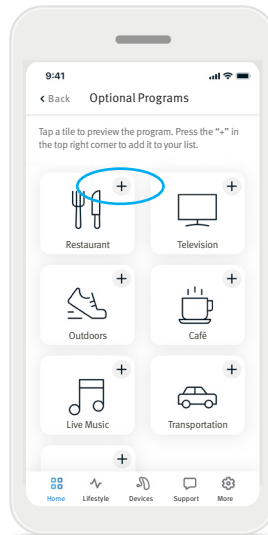 9:41
Back Optional Programs
Tap a tile to preview the program. Press the “+” in
the top right corner to add it to your list.
+ +
Restaurant Television
+ +
Outdoors Café
+ +
Live Music Transportation
+
Home Lifestyle Devices Support More